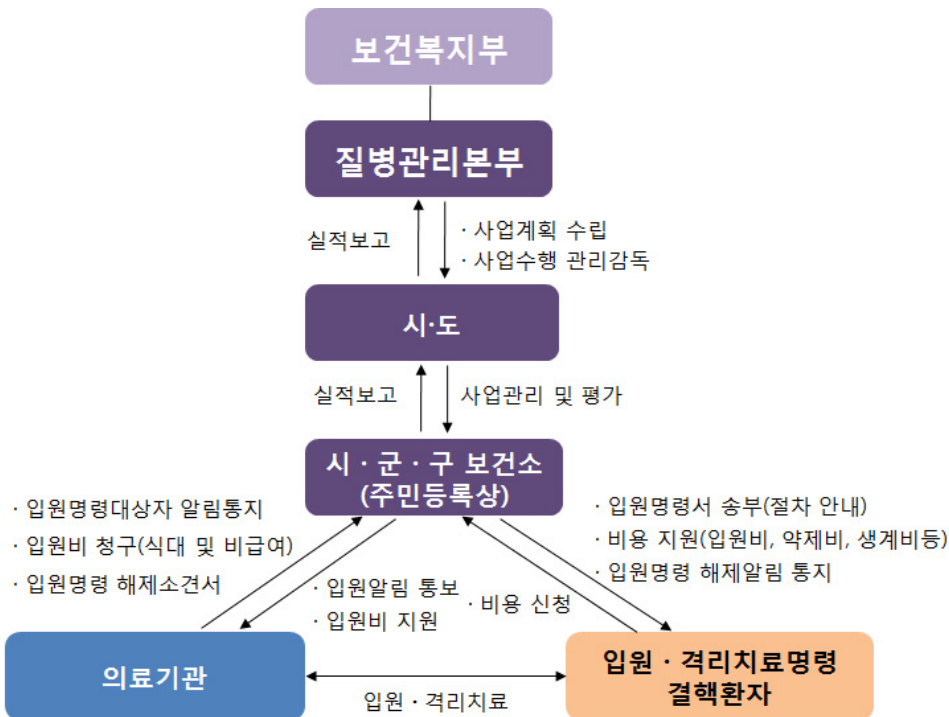 보건복지부
질병관리본부
실적보고
· 사업계획 수립
· 사업수행 관리감독
시·도
실적보고
사업관리 및 평가
시 · 군 · 구 보건소
(주민등록상)
· 입원명령대상자 알림통지
· 입원비 청구(식대 및 비급여)
· 입원명령 해제소견서
· 입원명령서 송부(절차 안내)
· 비용 지원(입원비, 약제비, 생계비등)
· 입원명령 해제알림 통지
· 입원알림 통보
· 입원비 지원
· 비용 신청
의료기관
입원 · 격리치료
입원 · 격리치료명령
결핵환자